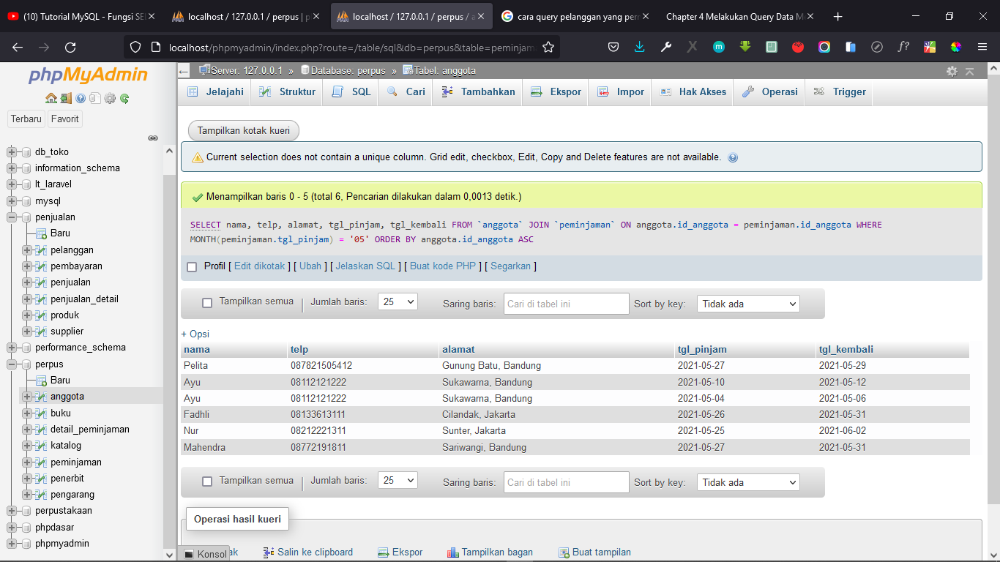 (10) Tutorial MySQL - Fungsi SEL
localhost / 127.0.0.1 / perpus | p
localhost / 127.0.0.1 / perpus / a
cara query pelanggan yang pern
Chapter 4 Melakukan Query Data M
localhost/phpmyadmin/index.php?route=/table/sql&db=perpus&table=peminjam
phpMyAdmin
Terbaru
Favorit
db_toko
information_schema
lt_laravel
mysql
penjualan
Baru
pelanggan
pembayaran
penjualan
penjualan_detail
produk
supplier
performance_schema
perpus
Baru
anggota
buku
detail_peminjaman
katalog
peminjaman
penerbit
pengarang
perpustakaan
phpdasar
phpmyadmin
Server: 127.0.0.1 » Database: perpus » Tabel: anggota
Jelajahi Struktur SQL Cari Tambahkan Ekspor Impor Hak Akses Operasi Trigger
Tampilkan kotak kueri
Current selection does not contain a unique column. Grid edit, checkbox, Edit, Copy and Delete features are not available.
Menampilkan baris 0 - 5 (total 6, Pencarian dilakukan dalam 0,0013 detik.)
SELECT nama, telp, alamat, tgl_pinjam, tgl_kembali FROM `anggota` JOIN `peminjaman` ON anggota.id_anggota = peminjaman.id_anggota WHERE
MONTH(peminjaman.tgl_pinjam) = '05' ORDER BY anggota.id_anggota ASC
Profil [ Edit dikotak ] [ Ubah ] [ Jelaskan SQL ] [ Buat kode PHP ] [ Segarkan ]
Tampilkan semua | Jumlah baris: 25 Saring baris: Cari di tabel ini Sort by key: Tidak ada
+ Opsi
nama telp alamat tgl_pinjam tgl_kembali
Pelita 087821505412 Gunung Batu, Bandung 2021-05-27 2021-05-29
Ayu 08112121222 Sukawarna, Bandung 2021-05-10 2021-05-12
Ayu 08112121222 Sukawarna, Bandung 2021-05-04 2021-05-06
Fadhli 08133613111 Cilandak, Jakarta 2021-05-26 2021-05-31
Nur 08212221311 Sunter, Jakarta 2021-05-25 2021-06-02
Mahendra 08772191811 Sariwangi, Bandung 2021-05-27 2021-05-31
Tampilkan semua | Jumlah baris: 25 Saring baris: Cari di tabel ini Sort by key: Tidak ada
Operasi hasil kueri
ak Salin ke clipboard Ekspor Tampilkan bagan Buat tampilan
Konsol